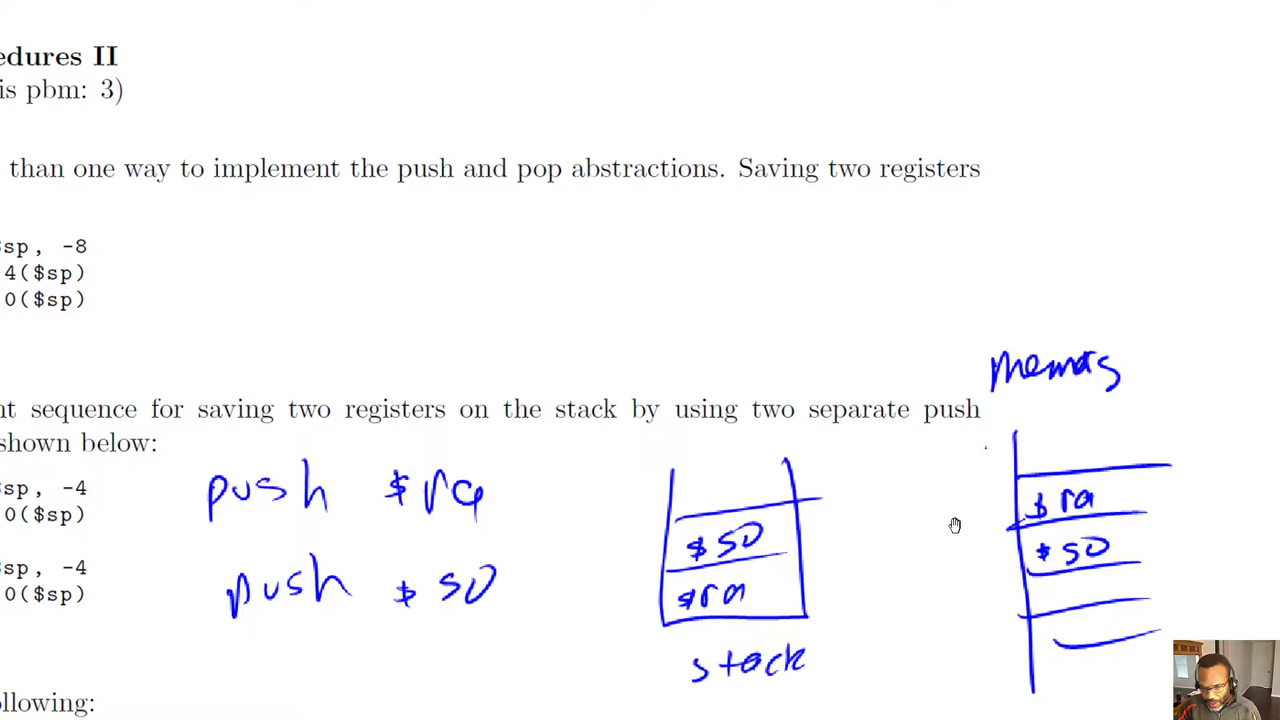 edures II
is pbm: 3)
than one way to implement the push and pop abstractions. Saving two registers
sp, -8
4($sp)
0($sp)
memory
nt sequence for saving two registers on the stack by using two separate push
shown below:
sp, -4
0($sp)
push $ra
sp, -4
0($sp)
push $s0
$s0
$ra
stack
$ra
$s0
following: